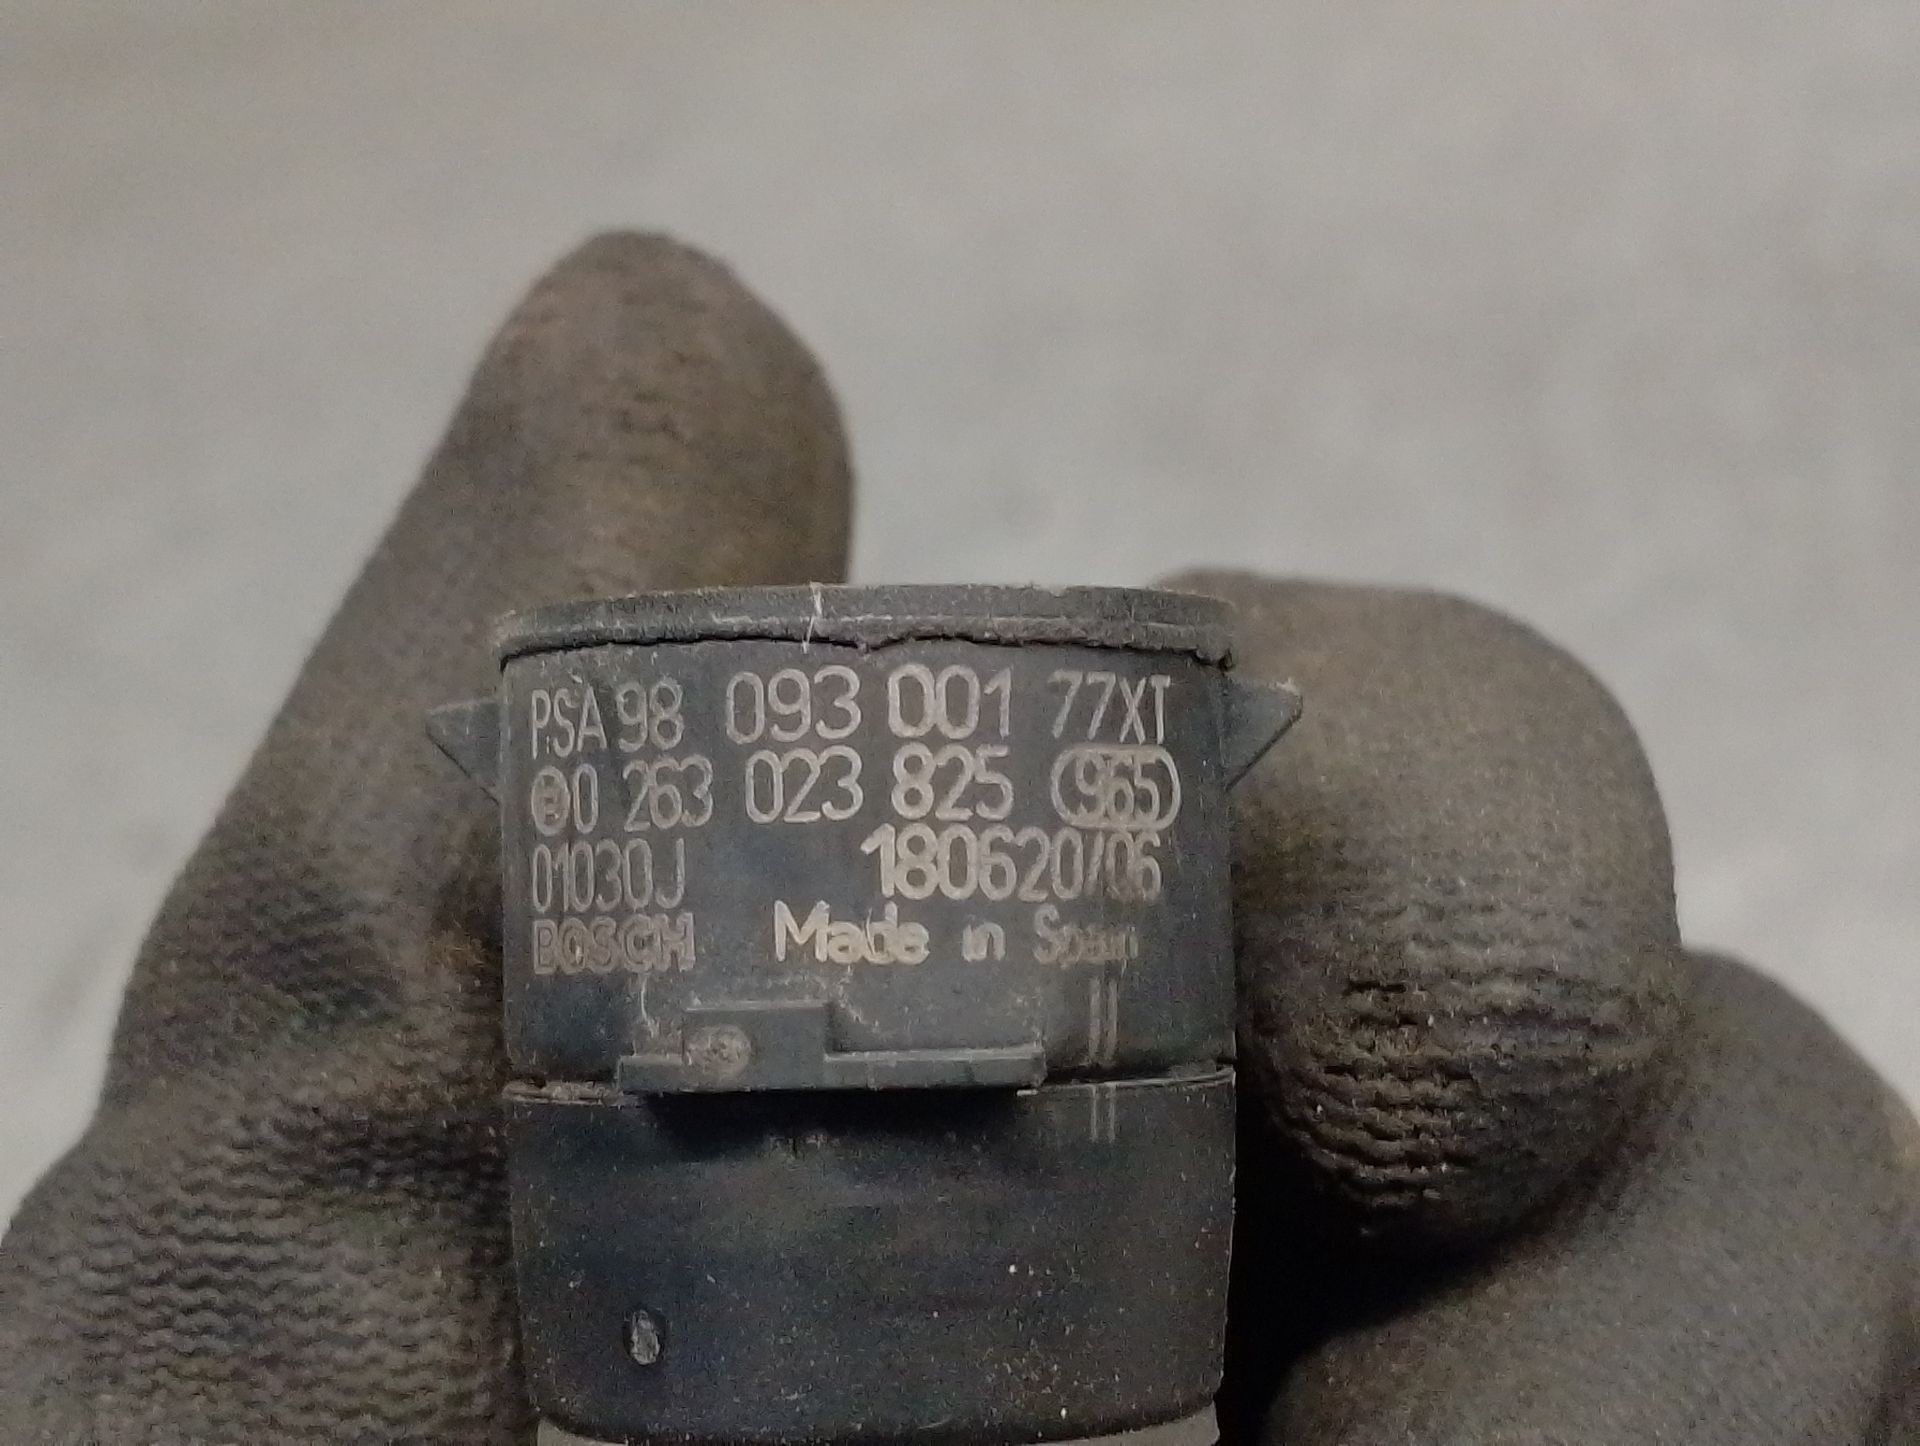 PSA 98 093 001 77XT
0 263 023 825 965
01030J 180620/06
BOSCH Made in Spain